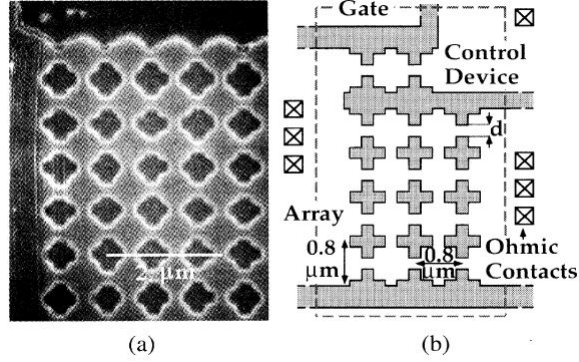 2 μm
(a)
Gate
Control
Device
d
Array
0.8
μm
0.8
μm
Ohmic
Contacts
(b)